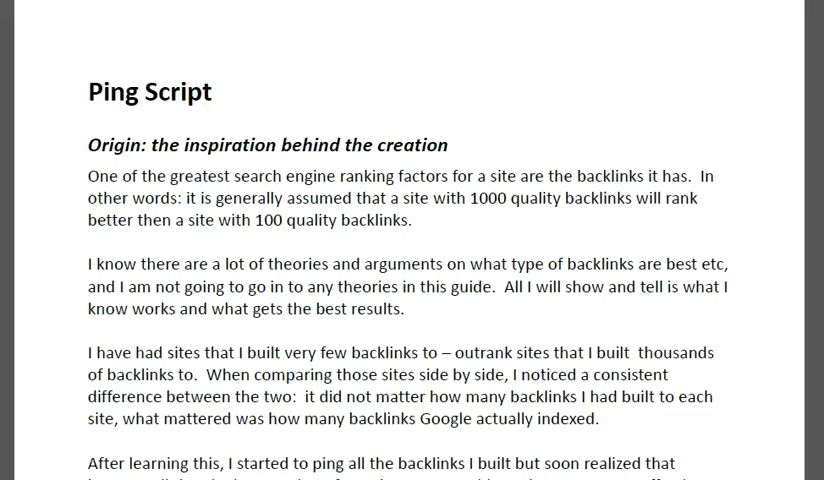 Ping Script
Origin: the inspiration behind the creation
One of the greatest search engine ranking factors for a site are the backlinks it has.  In
other words: it is generally assumed that a site with 1000 quality backlinks will rank
better then a site with 100 quality backlinks.
I know there are a lot of theories and arguments on what type of backlinks are best etc,
and I am not going to go in to any theories in this guide.  All I will show and tell is what I
know works and what gets the best results.
I have had sites that I built very few backlinks to – outrank sites that I built  thousands
of backlinks to.  When comparing those sites side by side, I noticed a consistent
difference between the two:  it did not matter how many backlinks I had built to each
site, what mattered was how many backlinks Google actually indexed.
After learning this, I started to ping all the backlinks I built but soon realized that